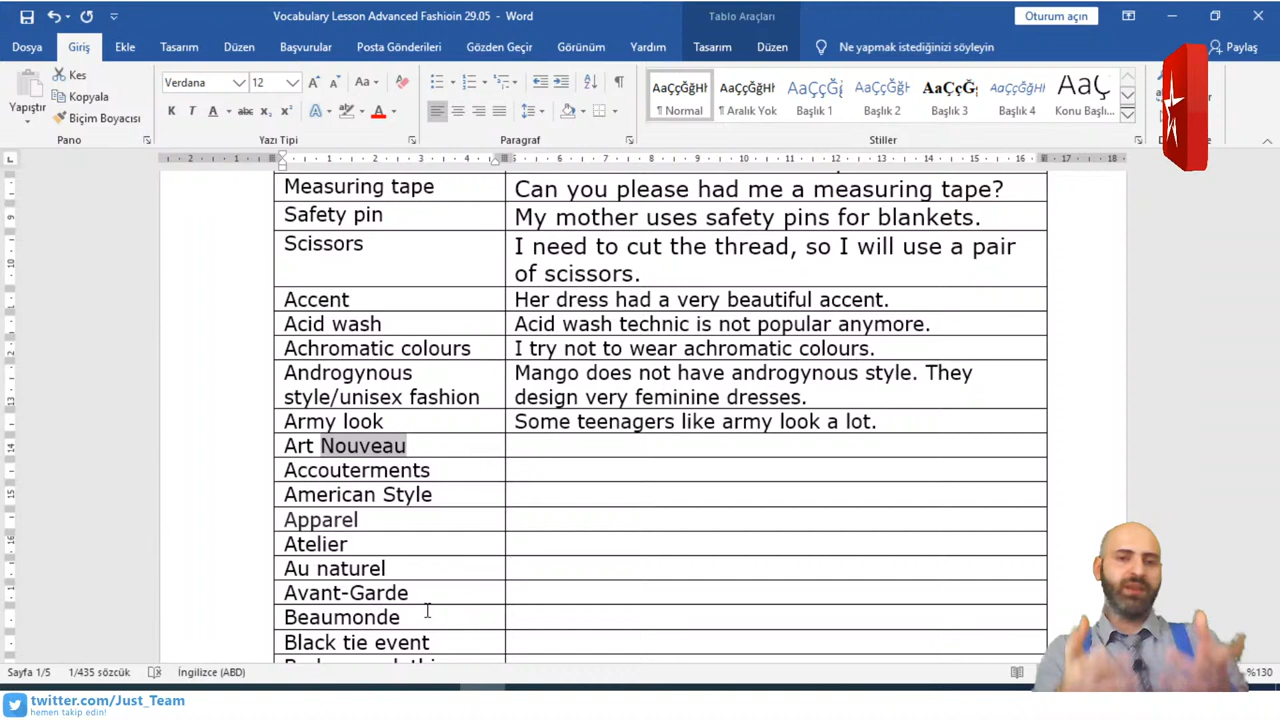 Vocabulary Lesson Advanced Fashioin 29.05 - Word
Tablo Araçları
Oturum açın
Dosya Giriş Ekle Tasarım Düzen Başvurular Posta Gönderileri Gözden Geçir Görünüm Yardım Tasarım Düzen Ne yapmak istediğinizi söyleyin Paylaş
Yapıştır
Kes
Kopyala
Biçim Boyacısı
Pano
Verdana 12
Yazı Tipi
Paragraf
AaÇçĞğHł AaÇçĞğHł AaÇçĞğ AaÇçĞğH AaÇçĞğ AaÇçĞğH AaÇ
¶ Normal ¶ Aralık Yok Başlık 1 Başlık 2 Başlık 3 Başlık 4 Konu Başl...
Stiller
Measuring tape Can you please had me a measuring tape?
Safety pin My mother uses safety pins for blankets.
Scissors I need to cut the thread, so I will use a pair
of scissors.
Accent Her dress had a very beautiful accent.
Acid wash Acid wash technic is not popular anymore.
Achromatic colours I try not to wear achromatic colours.
Androgynous Mango does not have androgynous style. They
style/unisex fashion design very feminine dresses.
Army look Some teenagers like army look a lot.
Art Nouveau
Accouterments
American Style
Apparel
Atelier
Au naturel
Avant-Garde
Beaumonde
Black tie event
Sayfa 1/5 1/435 sözcük İngilizce (ABD) %130
twitter.com/Just_Team
hemen takip edin!